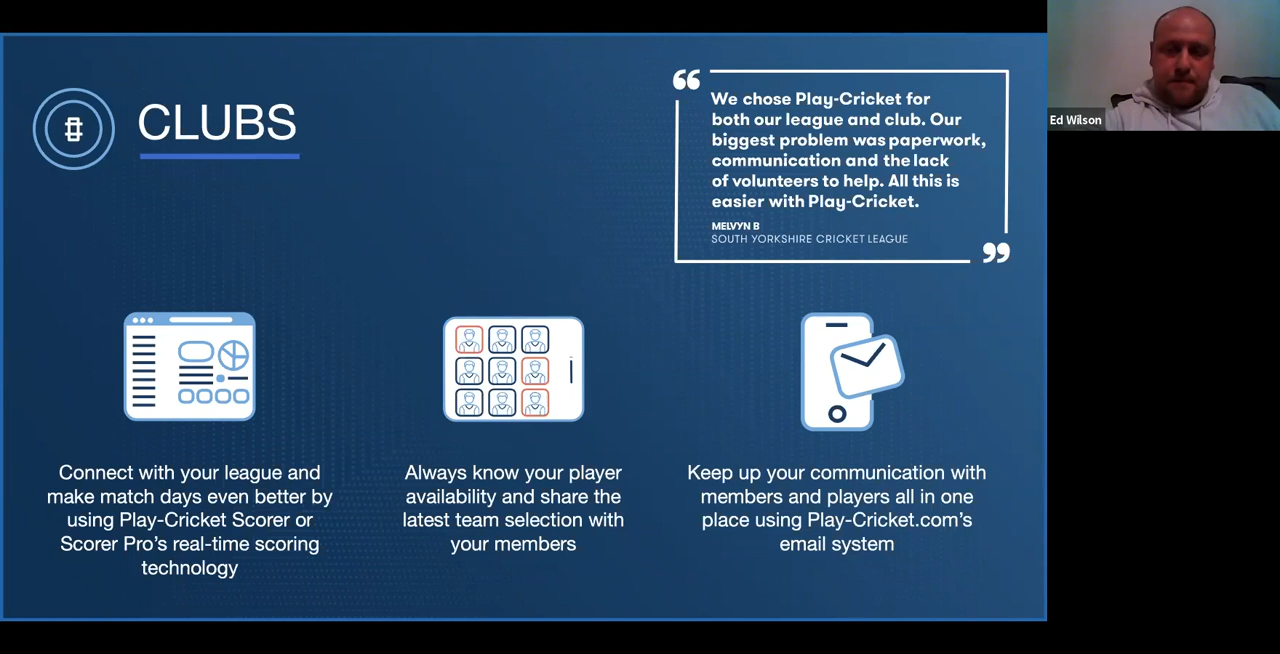 CLUBS
We chose Play-Cricket for
both our league and club. Our
biggest problem was paperwork,
communication and the lack
of volunteers to help. All this is
easier with Play-Cricket.
MELVYN B
SOUTH YORKSHIRE CRICKET LEAGUE
Ed Wilson
Connect with your league and
make match days even better by
using Play-Cricket Scorer or
Scorer Pro's real-time scoring
technology
Always know your player
availability and share the
latest team selection with
your members
Keep up your communication with
members and players all in one
place using Play-Cricket.com's
email system